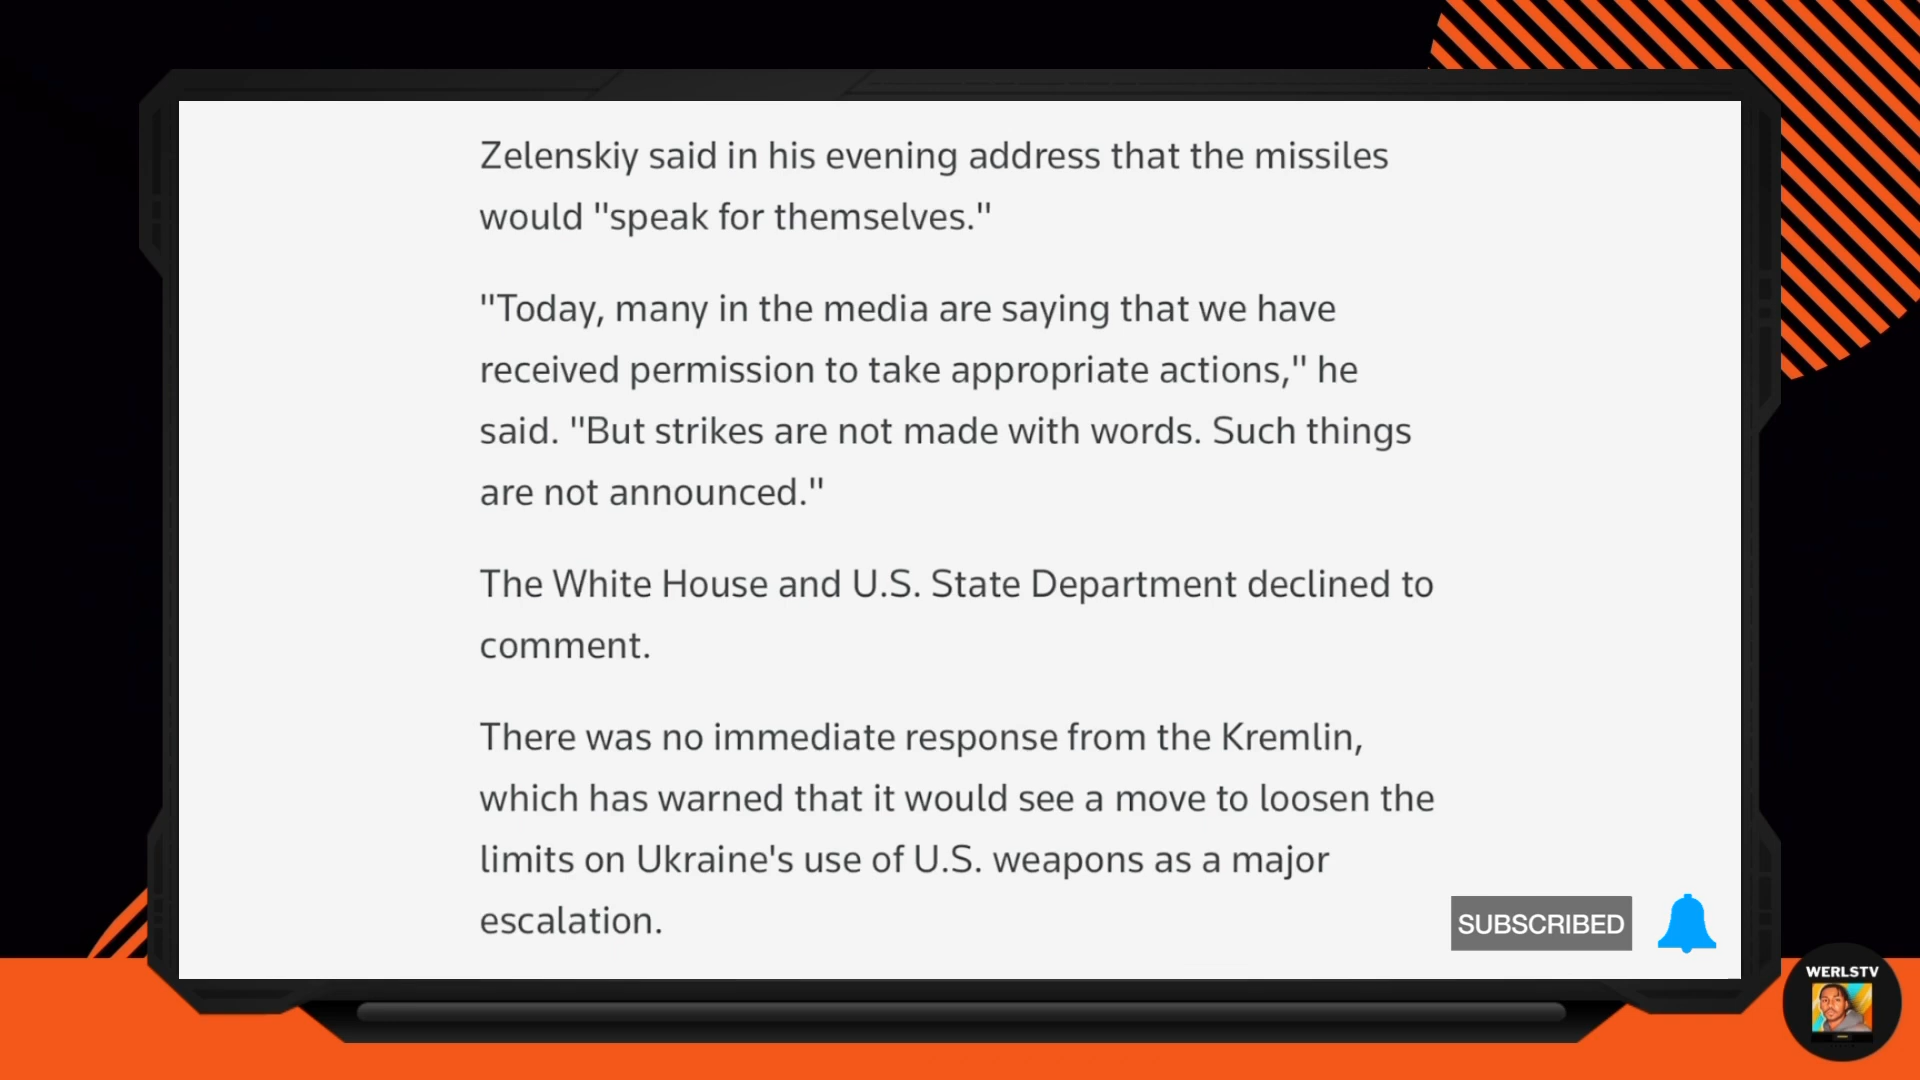 Zelenskiy said in his evening address that the missiles
would "speak for themselves."
"Today, many in the media are saying that we have
received permission to take appropriate actions," he
said. "But strikes are not made with words. Such things
are not announced."
The White House and U.S. State Department declined to
comment.
There was no immediate response from the Kremlin,
which has warned that it would see a move to loosen the
limits on Ukraine's use of U.S. weapons as a major
escalation.
SUBSCRIBED
WERLSTV